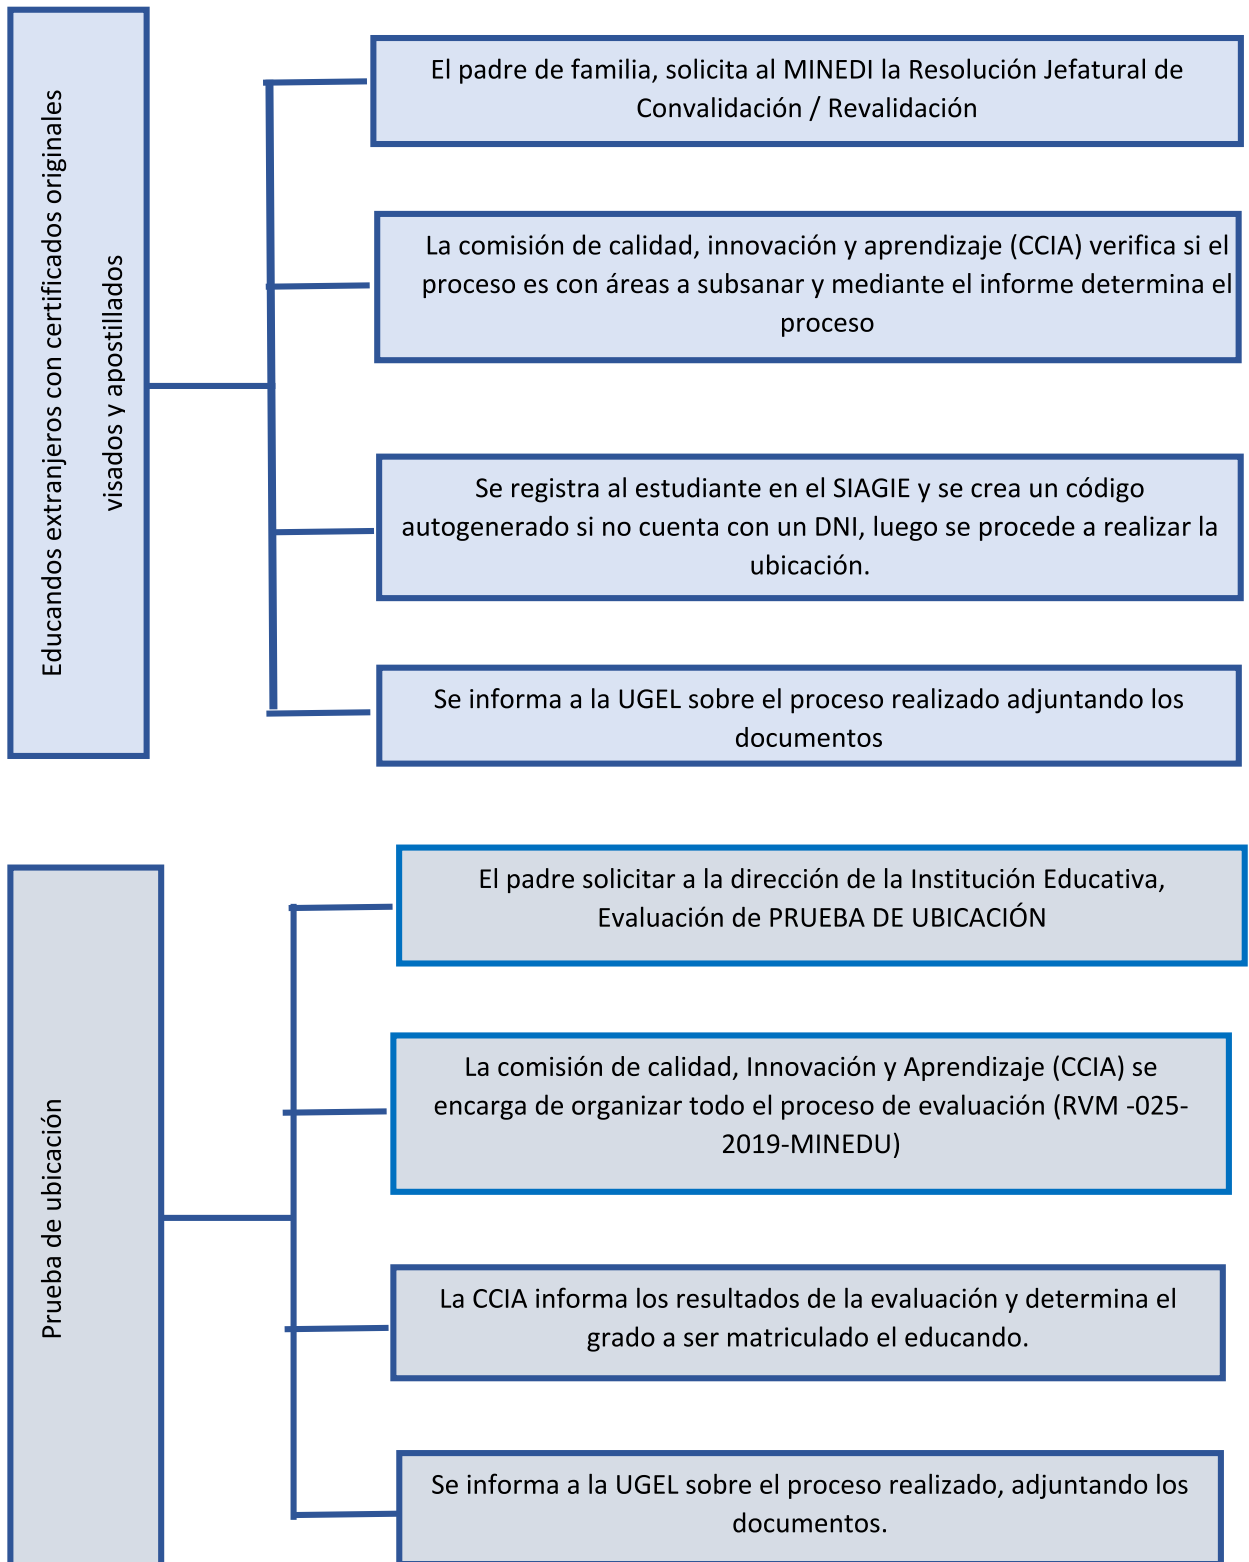 Educandos extranjeros con certificados originales
visados y apostillados
El padre de familia, solicita al MINEDI la Resolución Jefatural de
Convalidación / Revalidación
La comisión de calidad, innovación y aprendizaje (CCIA) verifica si el
proceso es con áreas a subsanar y mediante el informe determina el
proceso
Se registra al estudiante en el SIAGIE y se crea un código
autogenerado si no cuenta con un DNI, luego se procede a realizar la
ubicación.
Se informa a la UGEL sobre el proceso realizado adjuntando los
documentos
Prueba de ubicación
El padre solicitar a la dirección de la Institución Educativa,
Evaluación de PRUEBA DE UBICACIÓN
La comisión de calidad, Innovación y Aprendizaje (CCIA) se
encarga de organizar todo el proceso de evaluación (RVM -025-
2019-MINEDU)
La CCIA informa los resultados de la evaluación y determina el
grado a ser matriculado el educando.
Se informa a la UGEL sobre el proceso realizado, adjuntando los
documentos.